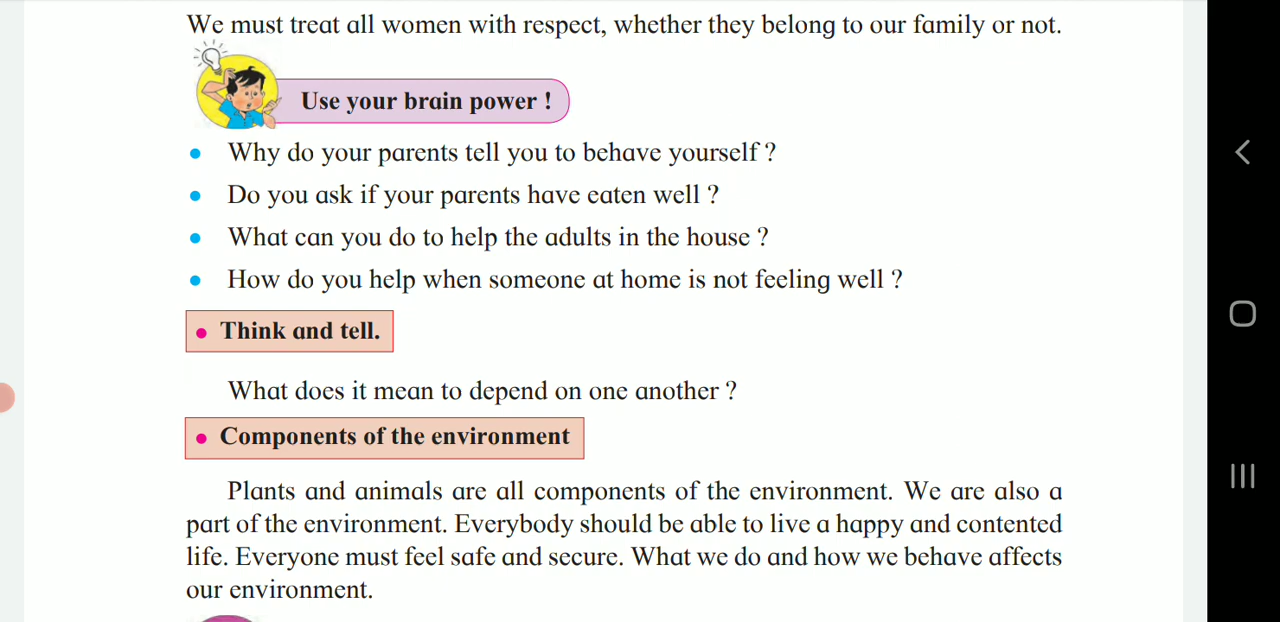 We must treat all women with respect, whether they belong to our family or not.
Use your brain power !
• Why do your parents tell you to behave yourself ?
• Do you ask if your parents have eaten well ?
• What can you do to help the adults in the house ?
• How do you help when someone at home is not feeling well ?
• Think and tell.
What does it mean to depend on one another ?
• Components of the environment
Plants and animals are all components of the environment. We are also a
part of the environment. Everybody should be able to live a happy and contented
life. Everyone must feel safe and secure. What we do and how we behave affects
our environment.